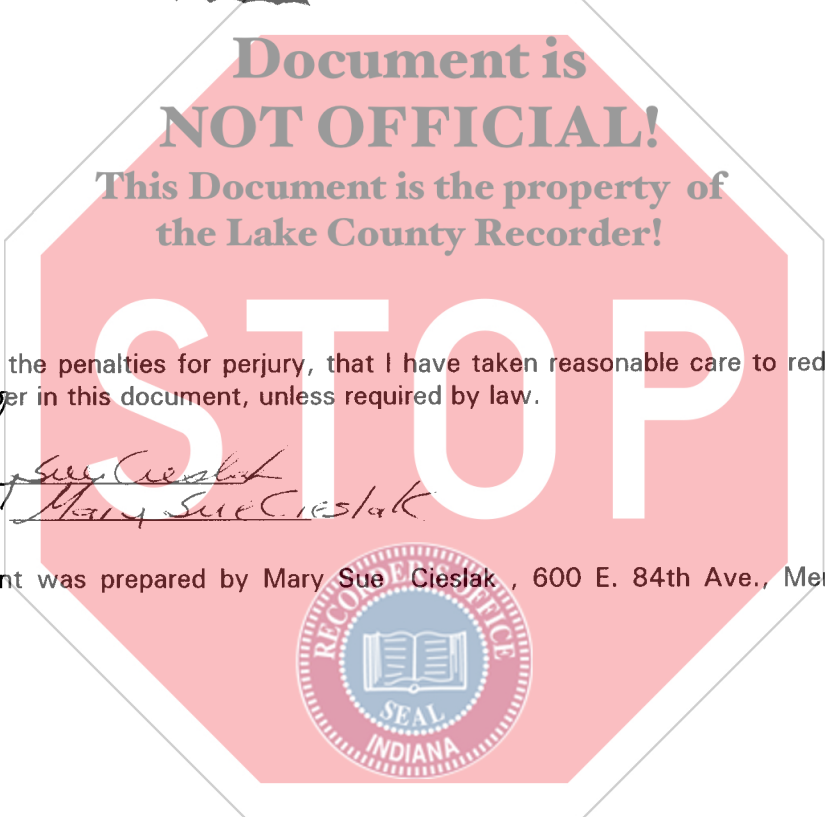 Document is
NOT OFFICIAL!
This Document is the property of
the Lake County Recorder!
STOP
the penalties for perjury, that I have taken reasonable care to red
er in this document, unless required by law.
Sue Cieslak
Mary Sue Cieslak
nt was prepared by Mary Sue Cieslak , 600 E. 84th Ave., Mer
RECORDER'S OFFICE
SEAL
INDIANA